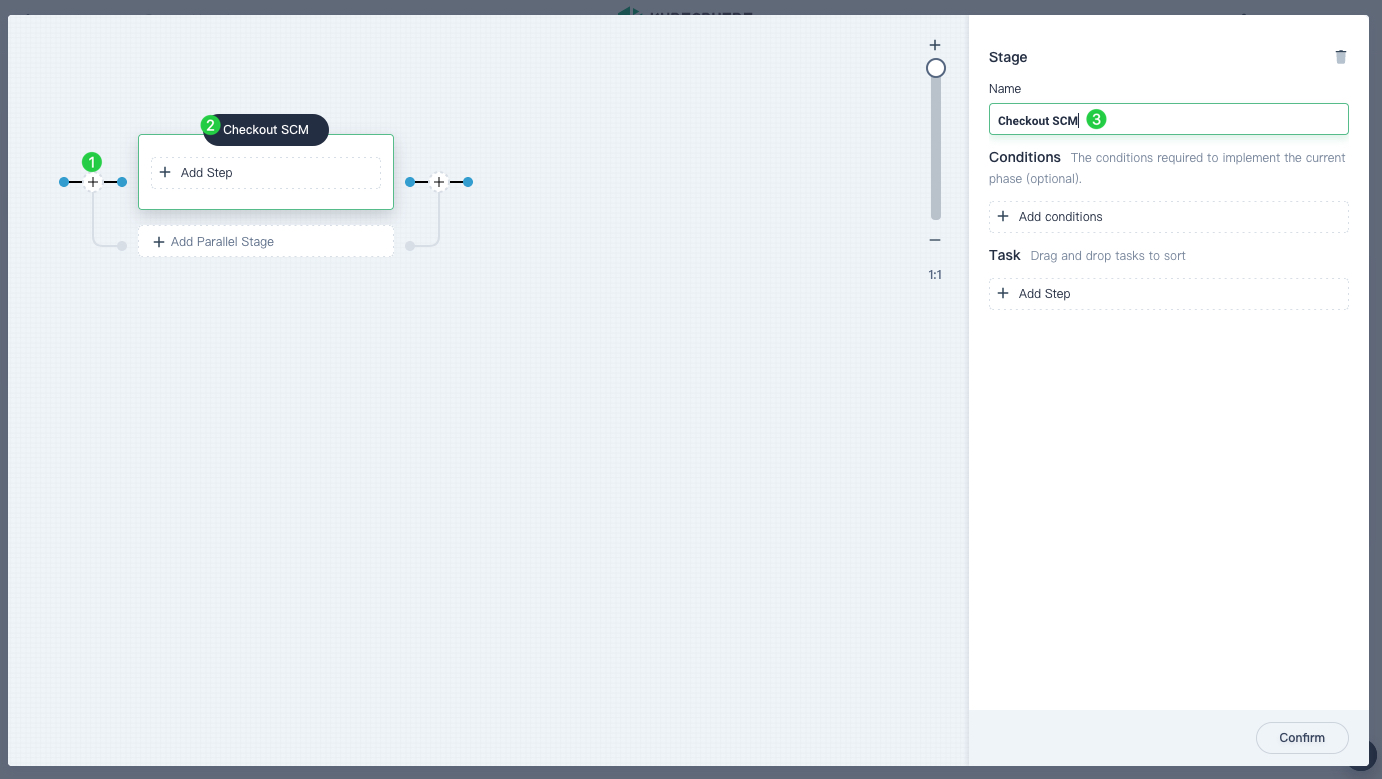 2 Checkout SCM
1
+ Add Step
+ Add Parallel Stage
1:1
Stage
Name
Checkout SCM 3
Conditions The conditions required to implement the current
phase (optional).
+ Add conditions
Task Drag and drop tasks to sort
+ Add Step
Confirm